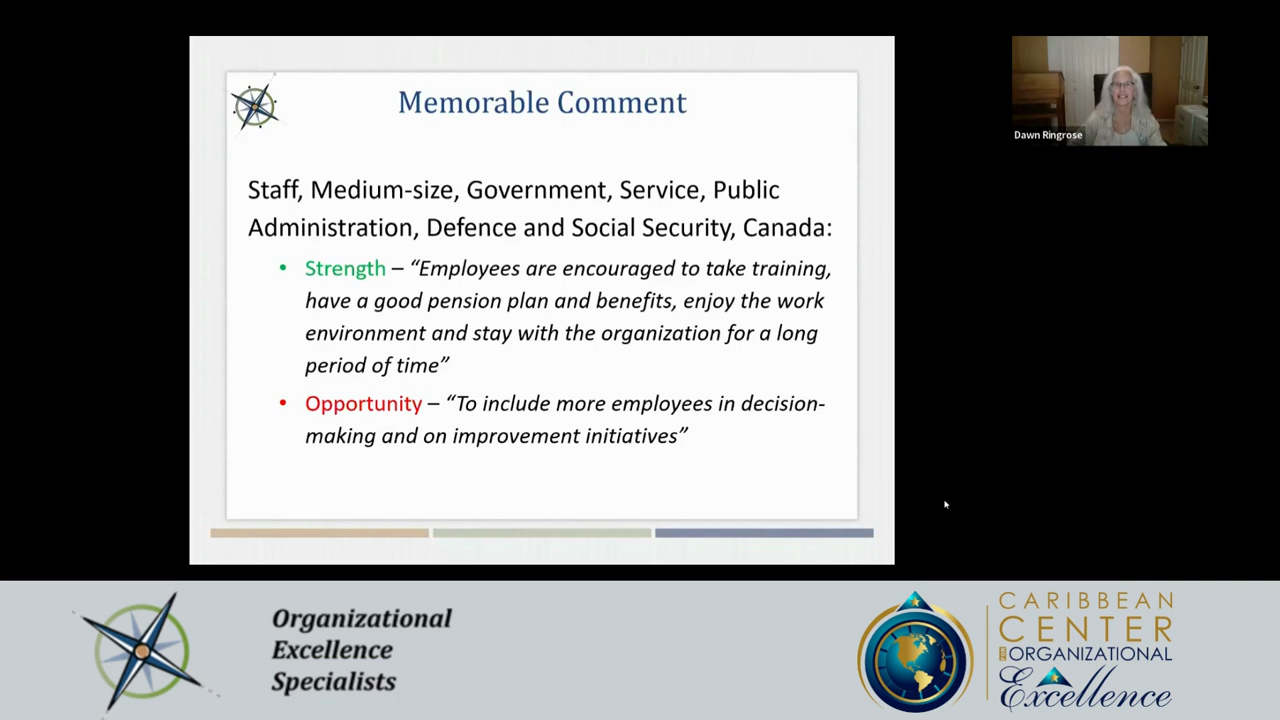 Memorable Comment
Staff, Medium-size, Government, Service, Public
Administration, Defence and Social Security, Canada:
• Strength – “Employees are encouraged to take training,
have a good pension plan and benefits, enjoy the work
environment and stay with the organization for a long
period of time”
• Opportunity – “To include more employees in decision-
making and on improvement initiatives”
Dawn Ringrose
Organizational
Excellence
Specialists
CARIBBEAN
CENTER
FOR ORGANIZATIONAL
Excellence